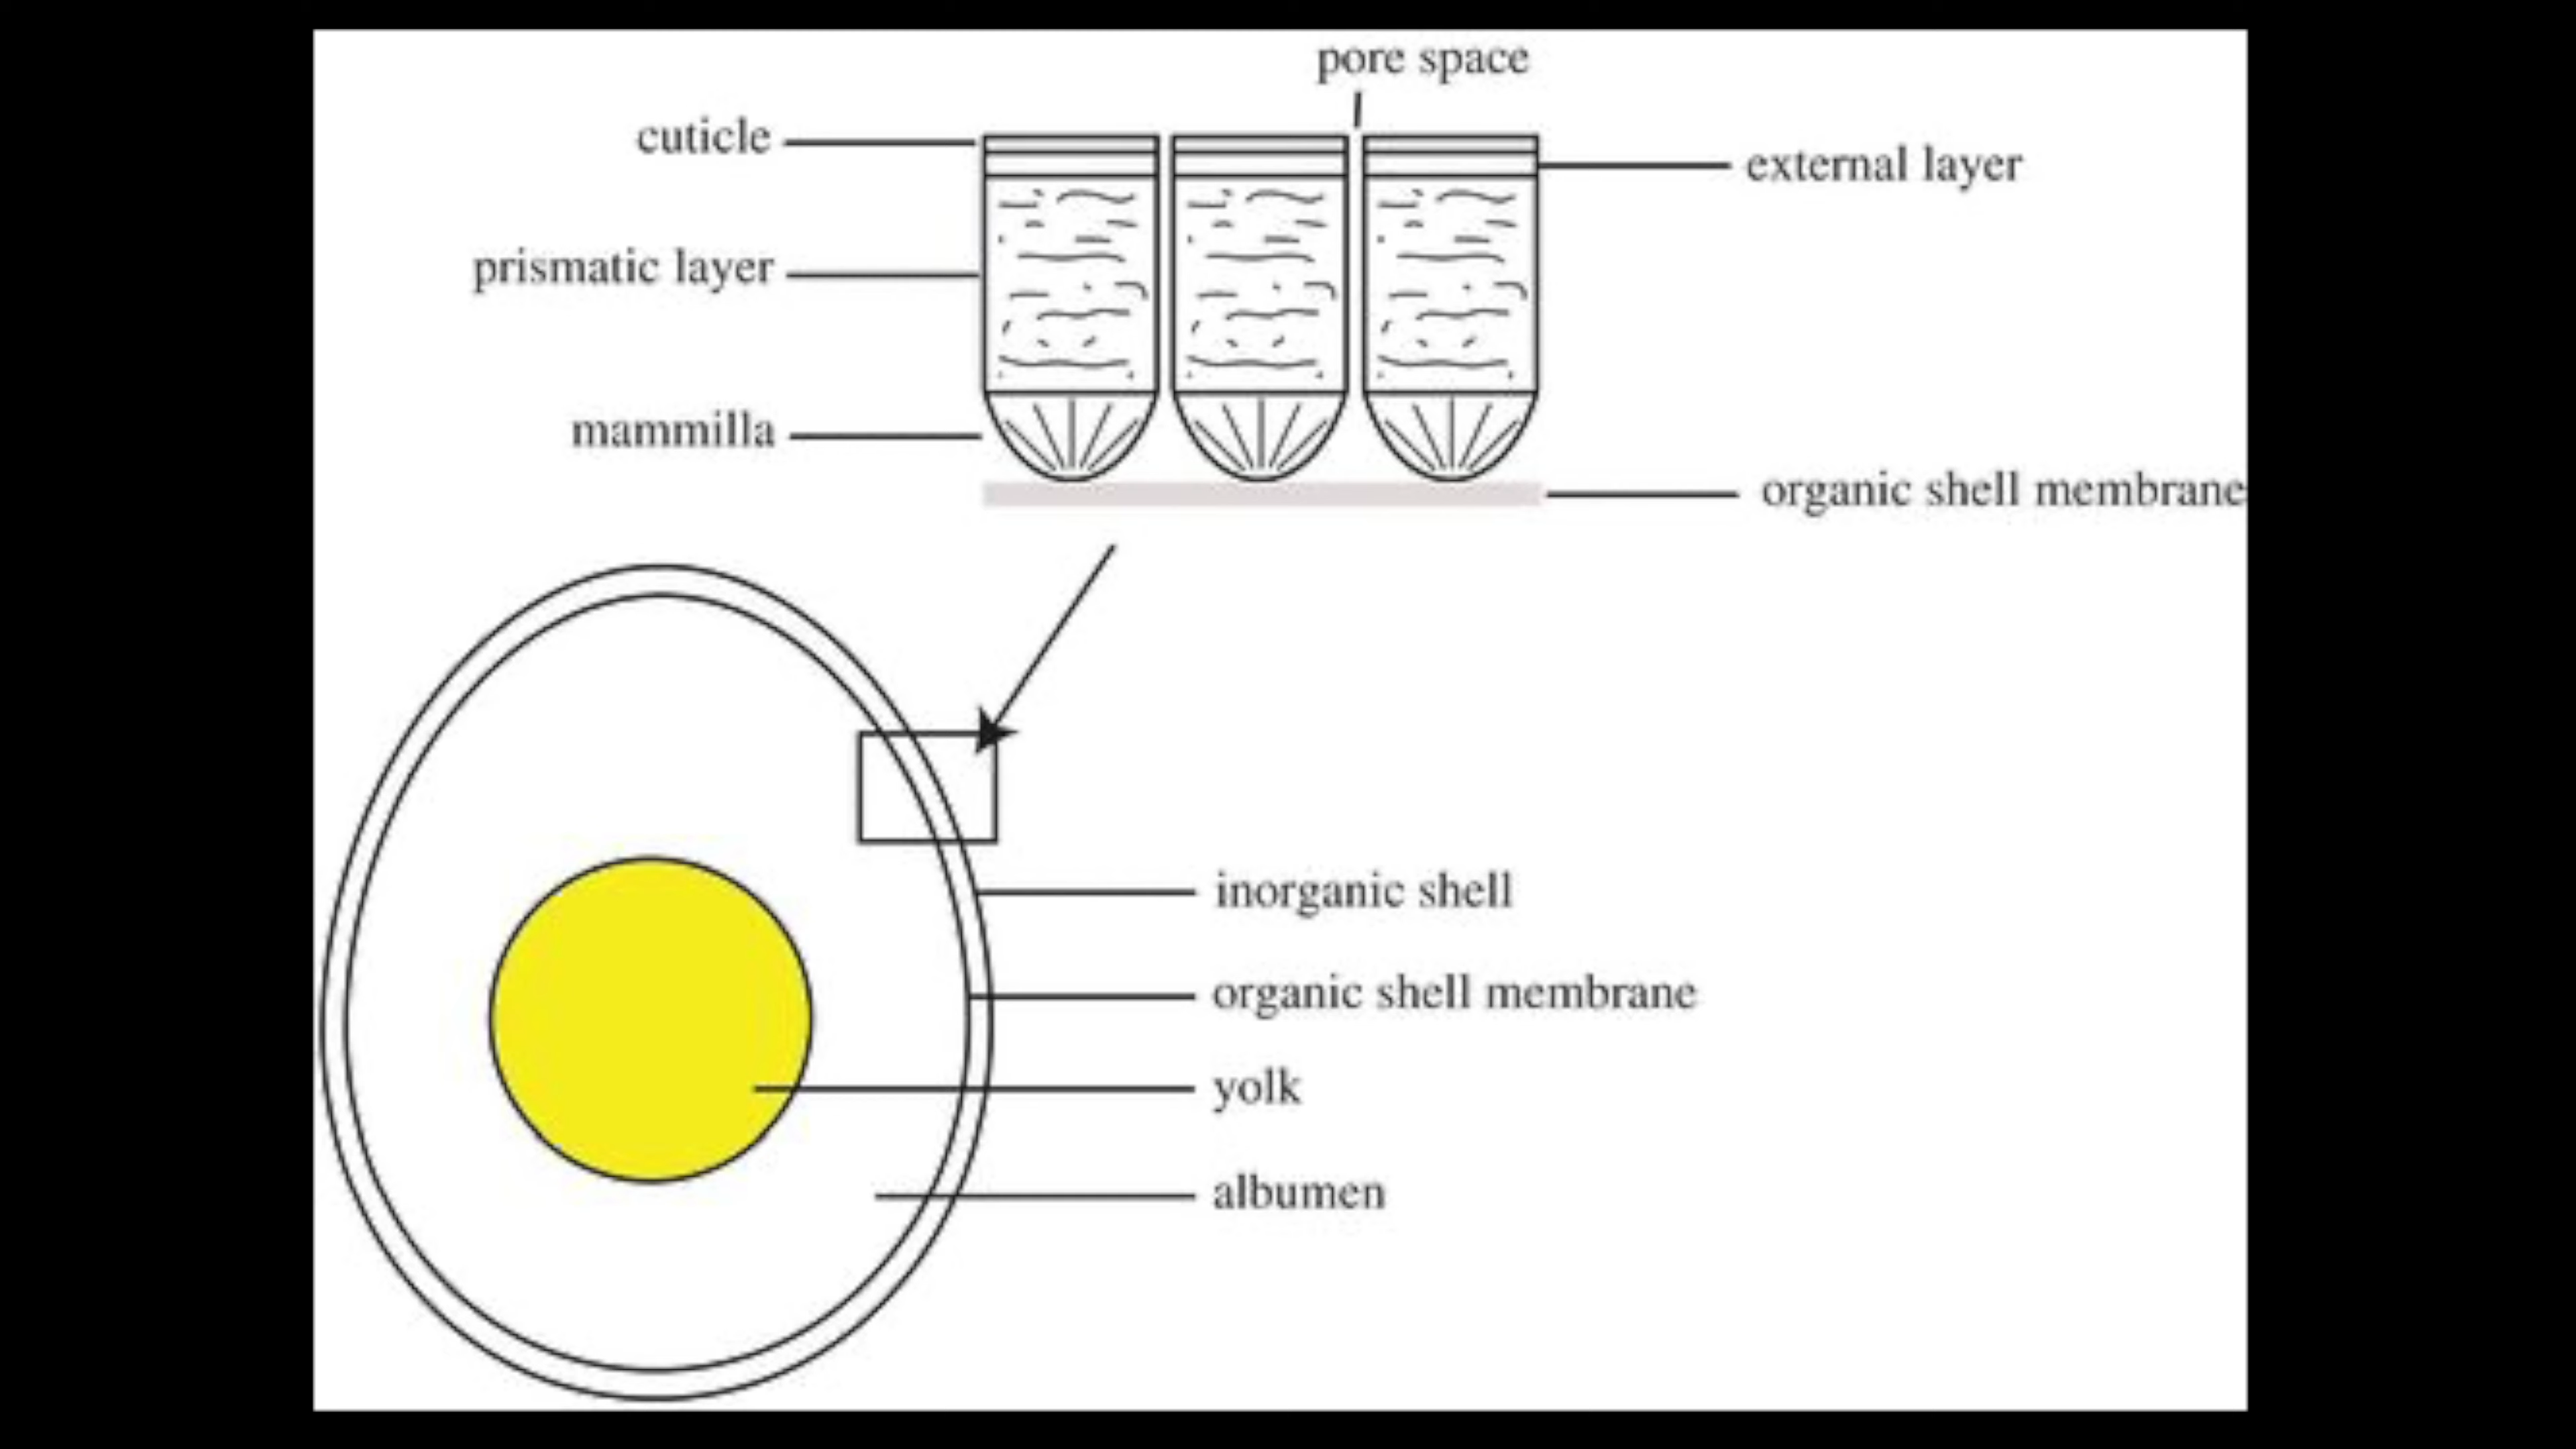 pore space
cuticle
external layer
prismatic layer
mammilla
organic shell membrane
inorganic shell
organic shell membrane
yolk
albumen